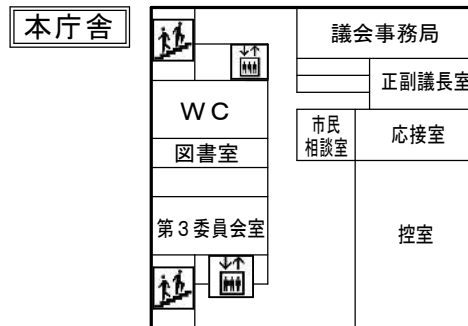 本庁舎
議会事務局
正副議長室
WC
市民
相談室
応接室
図書室
第3委員会室
控室